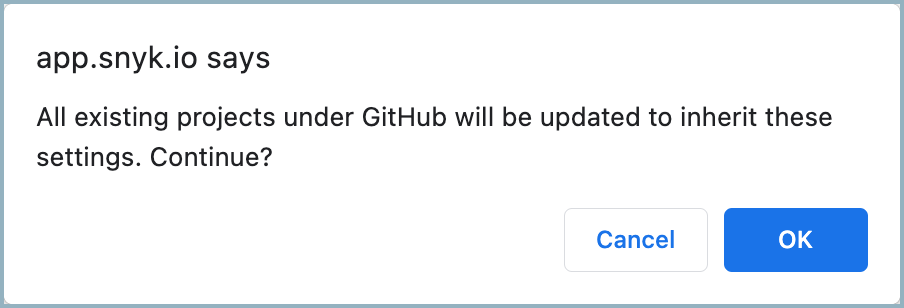 app.snyk.io says
All existing projects under GitHub will be updated to inherit these
settings. Continue?
Cancel
OK